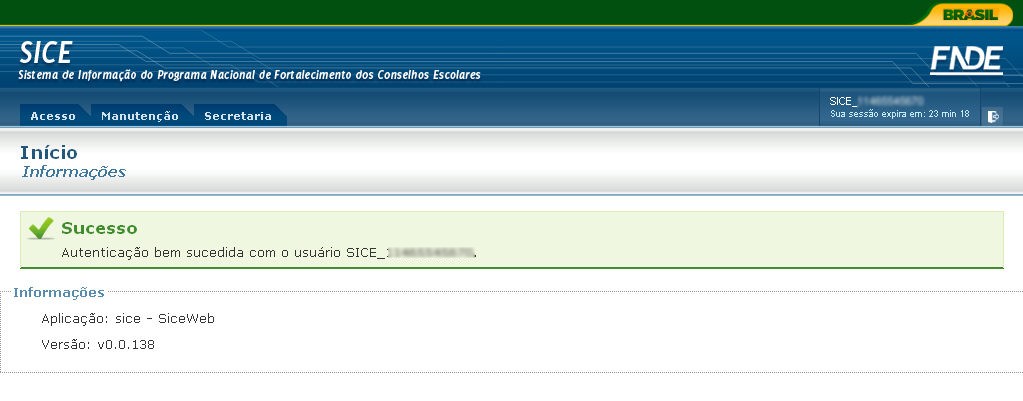 BRASIL
SICE
Sistema de Informação do Programa Nacional de Fortalecimento dos Conselhos Escolares
FNDE
Acesso
Manutenção
Secretaria
SICE_
Sua sessão expira em: 23 min 18
Início
Informações
Sucesso
Autenticação bem sucedida com o usuário SICE_
Informações
Aplicação: sice - SiceWeb
Versão: v0.0.138